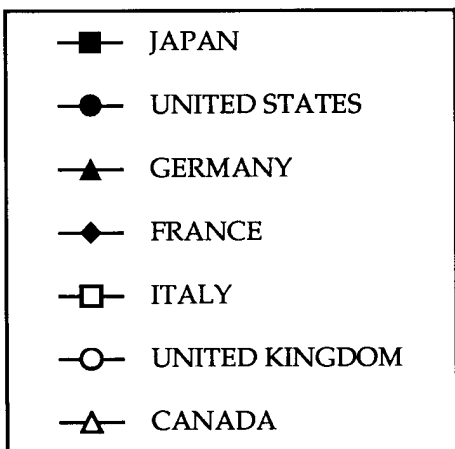 JAPAN
UNITED STATES
GERMANY
FRANCE
ITALY
UNITED KINGDOM
CANADA